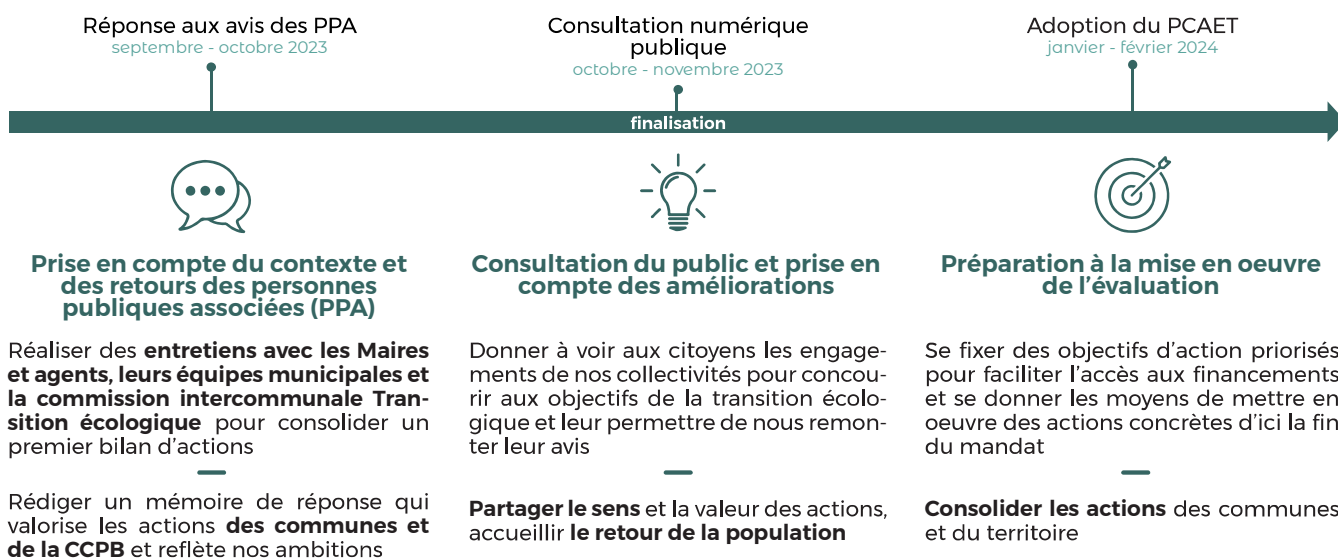 Réponse aux avis des PPA
septembre - octobre 2023
Consultation numérique
publique
octobre - novembre 2023
Adoption du PCAET
janvier - février 2024
finalisation
Prise en compte du contexte et
des retours des personnes
publiques associées (PPA)
Réaliser des entretiens avec les Maires
et agents, leurs équipes municipales et
la commission intercommunale Tran-
sition écologique pour consolider un
premier bilan d'actions
Rédiger un mémoire de réponse qui
valorise les actions des communes et
de la CCPB et reflète nos ambitions
Consultation du public et prise en
compte des améliorations
Donner à voir aux citoyens les engage-
ments de nos collectivités pour concou-
rir aux objectifs de la transition écolo-
gique et leur permettre de nous remon-
ter leur avis
Partager le sens et la valeur des actions,
accueillir le retour de la population
Préparation à la mise en oeuvre
de l'évaluation
Se fixer des objectifs d'action priorisés
pour faciliter l'accès aux financements
et se donner les moyens de mettre en
oeuvre des actions concrètes d'ici la fin
du mandat
Consolider les actions des communes
et du territoire